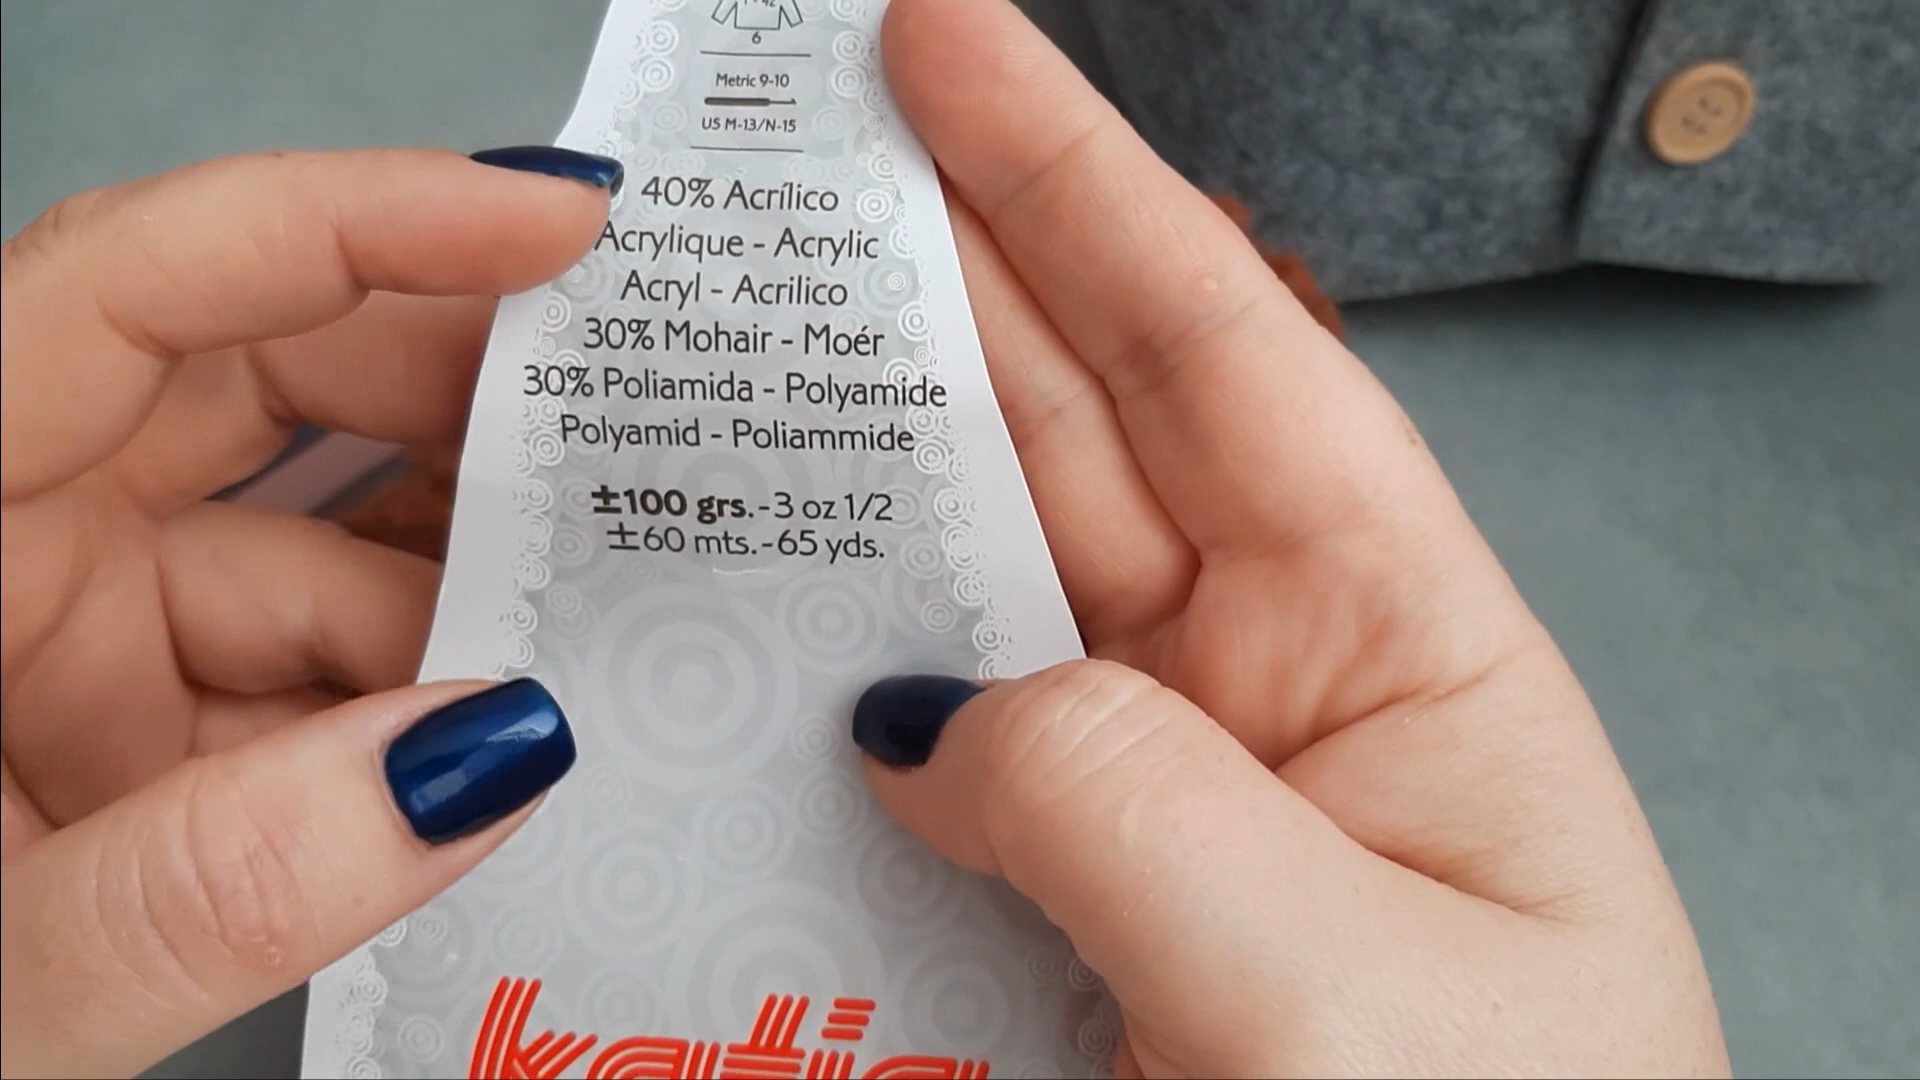 6
Metric 9-10
US M-13/N-15
40% Acrílico
Acrylique - Acrylic
Acryl - Acrilico
30% Mohair - Moér
30% Poliamida - Polyamide
Polyamid - Poliammide
±100 grs.-3 oz 1/2
±60 mts.-65 yds.
katia